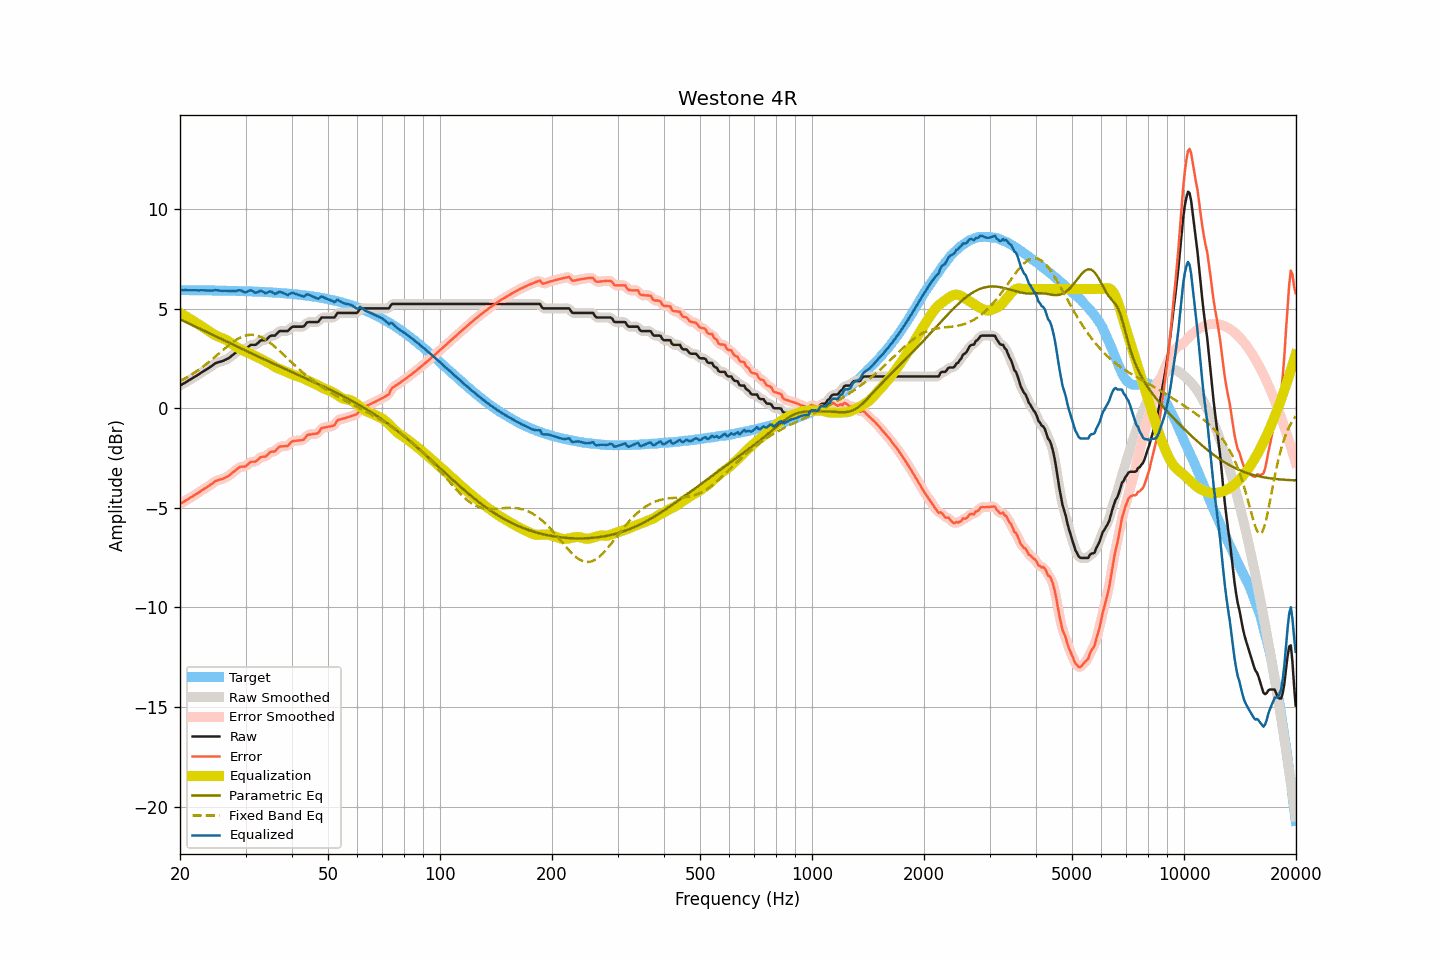 Westone 4R
Amplitude (dBr)
10
5
0
−5
−10
−15
−20
Target
Raw Smoothed
Error Smoothed
Raw
Error
Equalization
Parametric Eq
Fixed Band Eq
Equalized
20 50 100 200 500 1000 2000 5000 10000 20000
Frequency (Hz)